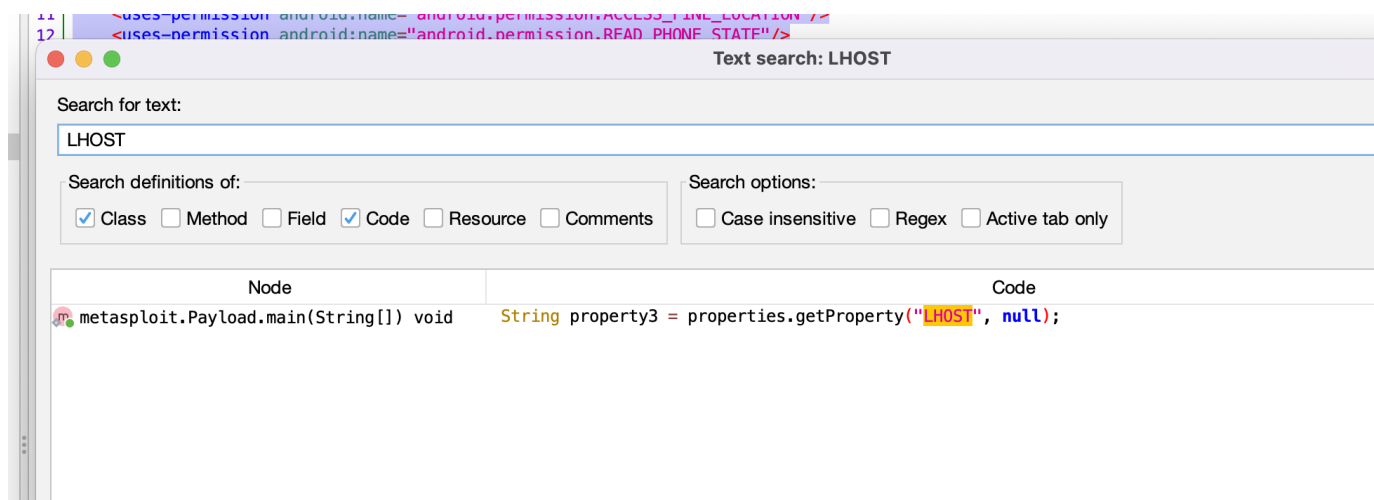 11 <uses-permission android:name="android.permission.ACCESS_FINE_LOCATION"/>
12 <uses-permission android:name="android.permission.READ_PHONE_STATE"/>
Text search: LHOST
Search for text:
LHOST
Search definitions of:
Class Method Field Code Resource Comments
Search options:
Case insensitive Regex Active tab only
Node Code
m metasploit.Payload.main(String[]) void String property3 = properties.getProperty("LHOST", null);